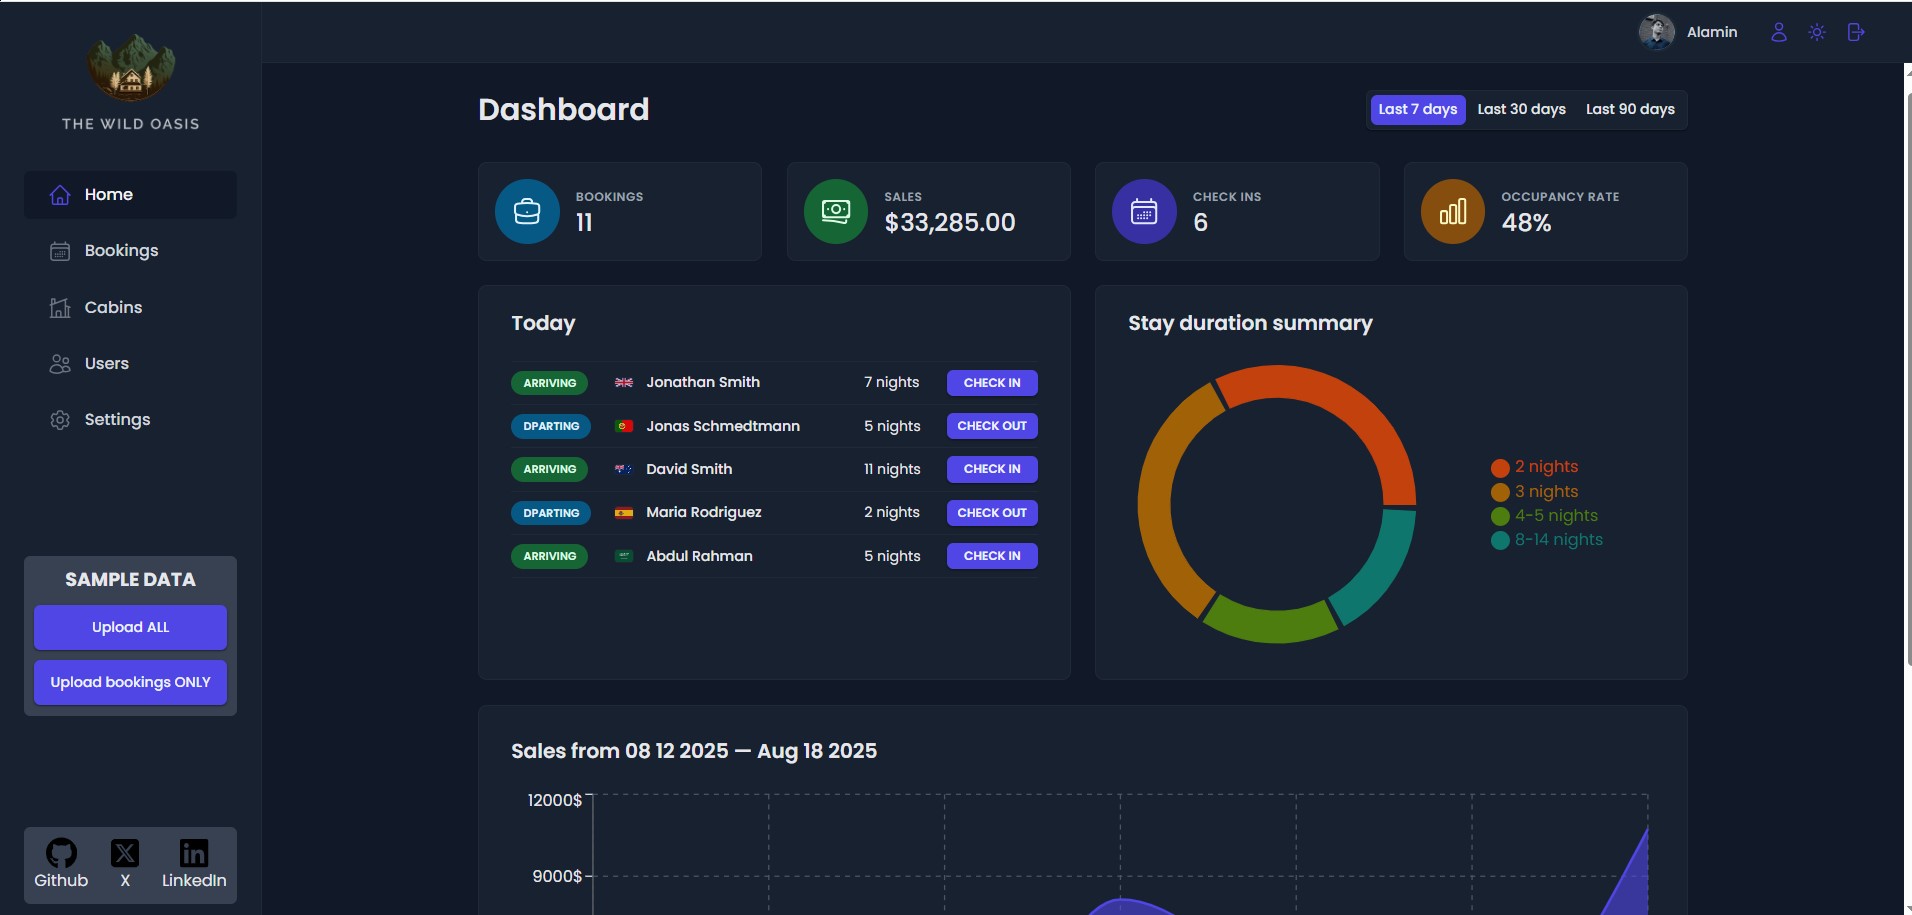 THE WILD OASIS
Home
Bookings
Cabins
Users
Settings
SAMPLE DATA
Upload ALL
Upload bookings ONLY
Github X LinkedIn
Alamin
Dashboard
Last 7 days Last 30 days Last 90 days
BOOKINGS
11
SALES
$33,285.00
CHECK INS
6
OCCUPANCY RATE
48%
Today
ARRIVING Jonathan Smith 7 nights CHECK IN
DPARTING Jonas Schmedtmann 5 nights CHECK OUT
ARRIVING David Smith 11 nights CHECK IN
DPARTING Maria Rodriguez 2 nights CHECK OUT
ARRIVING Abdul Rahman 5 nights CHECK IN
Stay duration summary
2 nights
3 nights
4-5 nights
8-14 nights
Sales from 08 12 2025 — Aug 18 2025
12000$
9000$